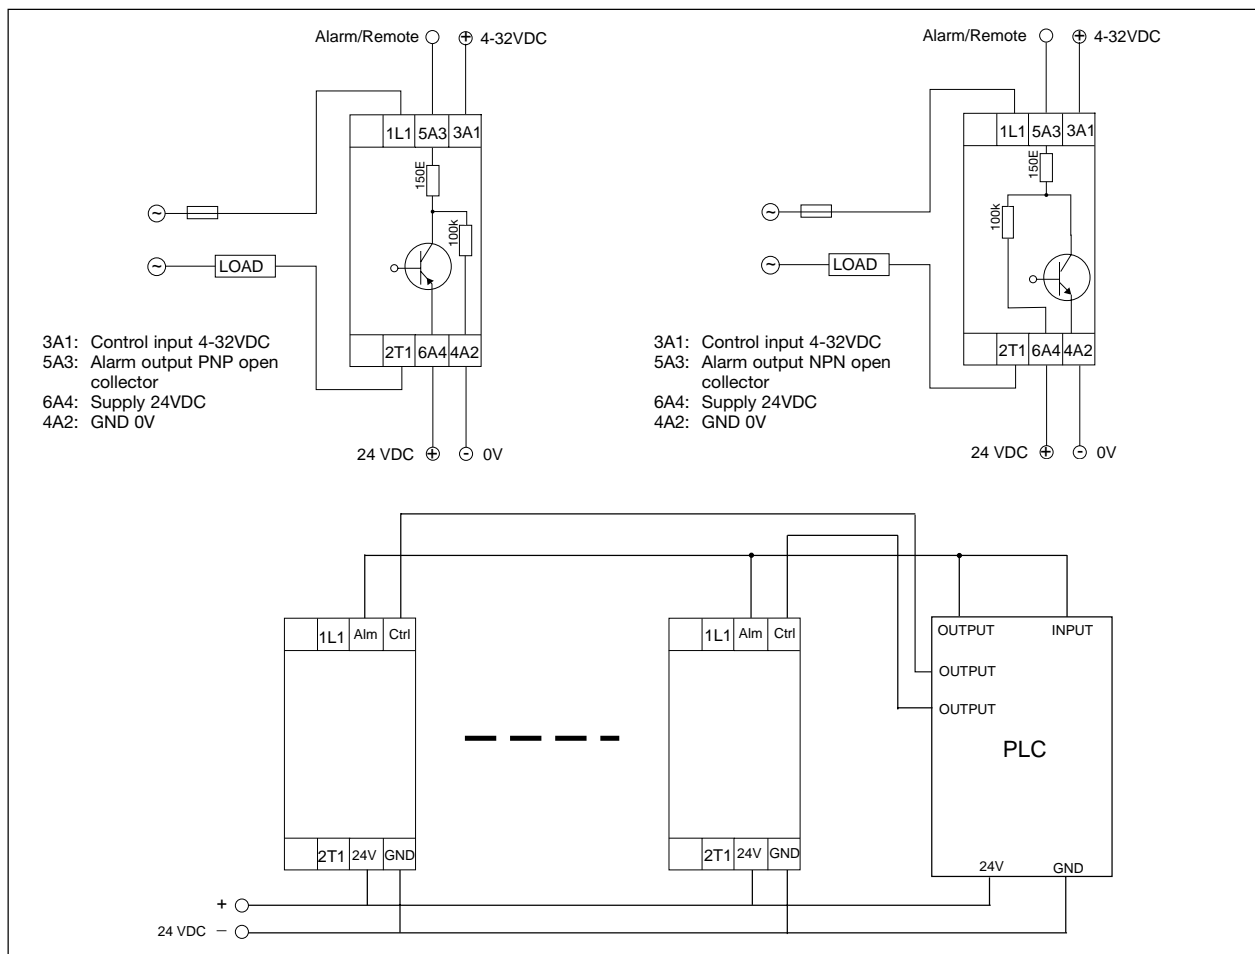 Alarm/Remote 4-32VDC
1L1 5A3 3A1
150E
100k
~
~ LOAD
2T1 6A4 4A2
3A1: Control input 4-32VDC
5A3: Alarm output PNP open
collector
6A4: Supply 24VDC
4A2: GND 0V
24 VDC + - 0V
Alarm/Remote 4-32VDC
1L1 5A3 3A1
150E
100k
~
~ LOAD
2T1 6A4 4A2
3A1: Control input 4-32VDC
5A3: Alarm output NPN open
collector
6A4: Supply 24VDC
4A2: GND 0V
24 VDC + - 0V
1L1 Alm Ctrl
2T1 24V GND
1L1 Alm Ctrl
2T1 24V GND
OUTPUT INPUT
OUTPUT
OUTPUT
PLC
24V GND
+
24 VDC –